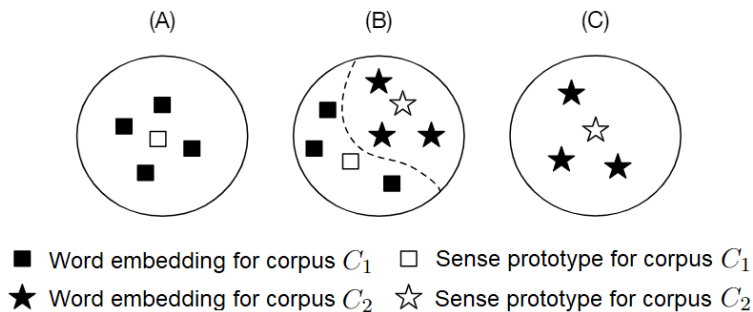 (A) (B) (C)
Word embedding for corpus C1 Sense prototype for corpus C1
Word embedding for corpus C2 Sense prototype for corpus C2